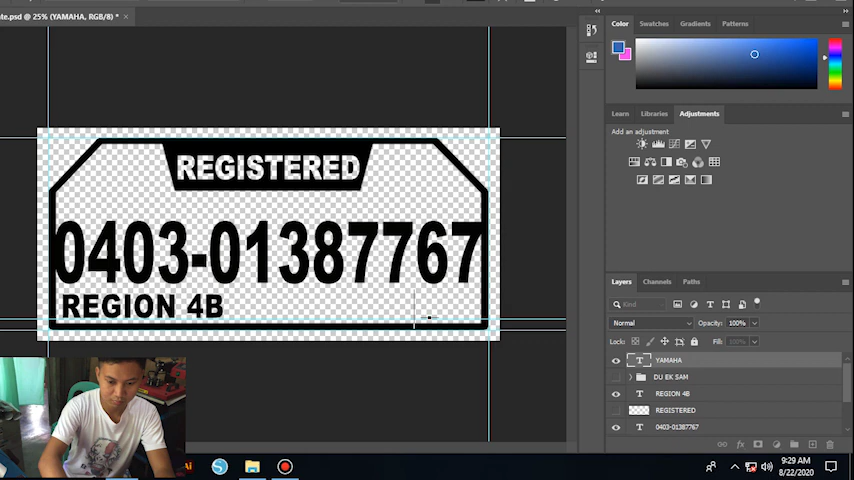 te.psd @ 25% (YAMAHA, RGB/8) * ×
Color Swatches Gradients Patterns
Learn Libraries Adjustments
Add an adjustment
REGISTERED
0403-01387767
REGION 4B
Layers Channels Paths
Kind
Normal Opacity: 100%
Lock: Fill: 100%
T YAMAHA
DU EK SAM
T REGION 4B
REGISTERED
T 0403-01387767
fx
Ai
9:29 AM
8/22/2020